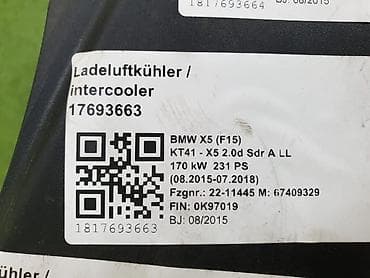 1817693664
BJ: 08/2015
Ladeluftkühler /
intercooler
17693663
BMW X5 (F15)
KT41 - X5 2.0d Sdr A LL
170 kW 231 PS
(08.2015-07.2018)
Fzgnr.: 22-11445 M: 67409329
FIN: 0K97019
BJ: 08/2015
1817693663
ühler /